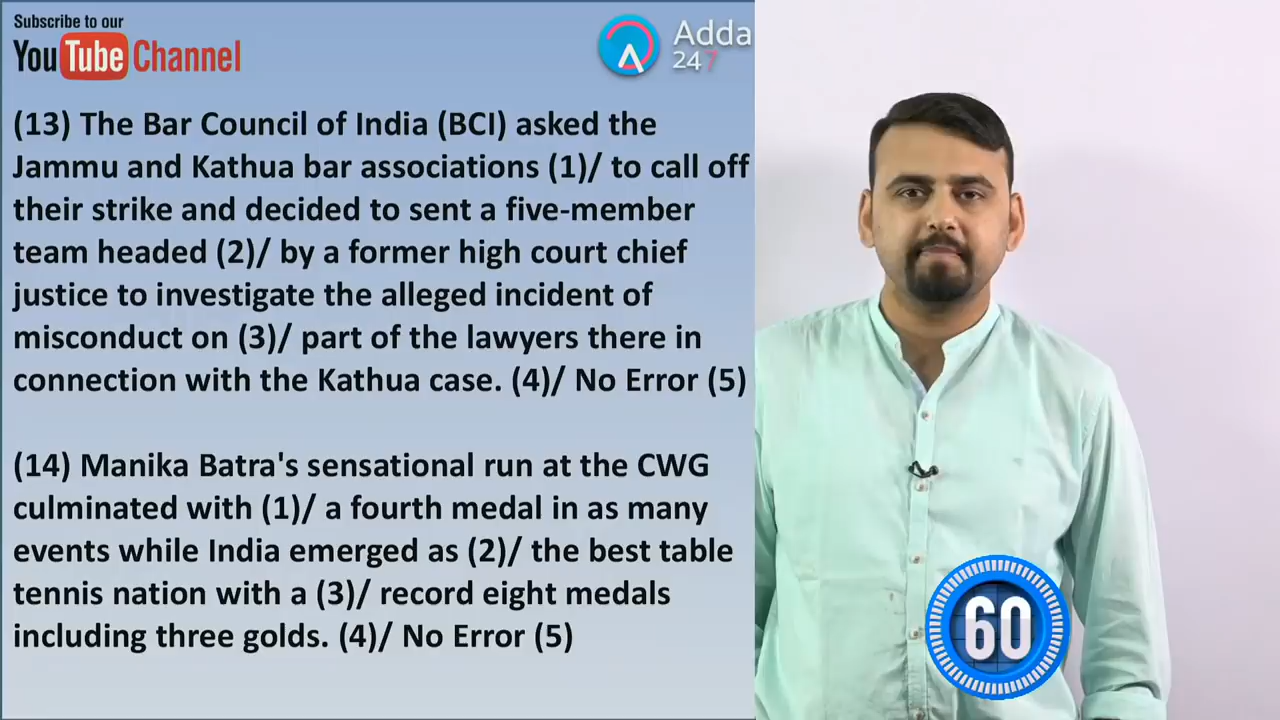 Subscribe to our
YouTube Channel
Adda
247
(13) The Bar Council of India (BCI) asked the
Jammu and Kathua bar associations (1)/ to call off
their strike and decided to sent a five-member
team headed (2)/ by a former high court chief
justice to investigate the alleged incident of
misconduct on (3)/ part of the lawyers there in
connection with the Kathua case. (4)/ No Error (5)
(14) Manika Batra's sensational run at the CWG
culminated with (1)/ a fourth medal in as many
events while India emerged as (2)/ the best table
tennis nation with a (3)/ record eight medals
including three golds. (4)/ No Error (5)
60